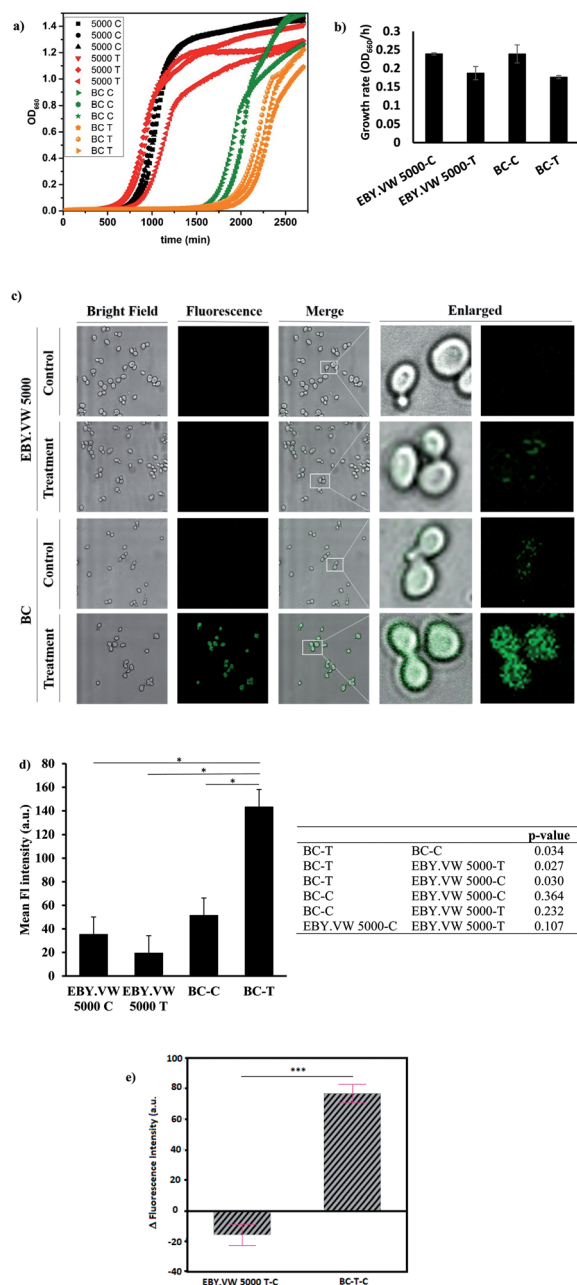 a)
1.4
1.2
1.0
0.8
0.6
0.4
0.2
0.0
OD660
5000 C
5000 C
5000 C
5000 T
5000 T
5000 T
BC C
BC C
BC C
BC T
BC T
BC T
0 500 1000 1500 2000 2500
time (min)
b)
Growth rate (OD660/h)
0.3
0.25
0.2
0.15
0.1
0.05
0
EBY.VW 5000-C
EBY.VW 5000-T
BC-C
BC-T
c)
Bright Field Fluorescence Merge Enlarged
EBY.VW 5000
Control
Treatment
BC
Control
Treatment
d)
Mean FI intensity (a.u.)
80
160
140
120
100
80
60
40
20
0
* 
*
*
EBY.VW 5000 C
EBY.VW 5000 T
BC-C
BC-T
p-value
BC-T BC-C 0.034
BC-T EBY.VW 5000-T 0.027
BC-T EBY.VW 5000-C 0.030
BC-C EBY.VW 5000-C 0.364
BC-C EBY.VW 5000-T 0.232
EBY.VW 5000-C EBY.VW 5000-T 0.107
e)
Δ Fluorescence Intensity (a.u.
100
80
60
40
20
0
-20
-40
***
EBY.VW 5000 T-C
BC-T-C